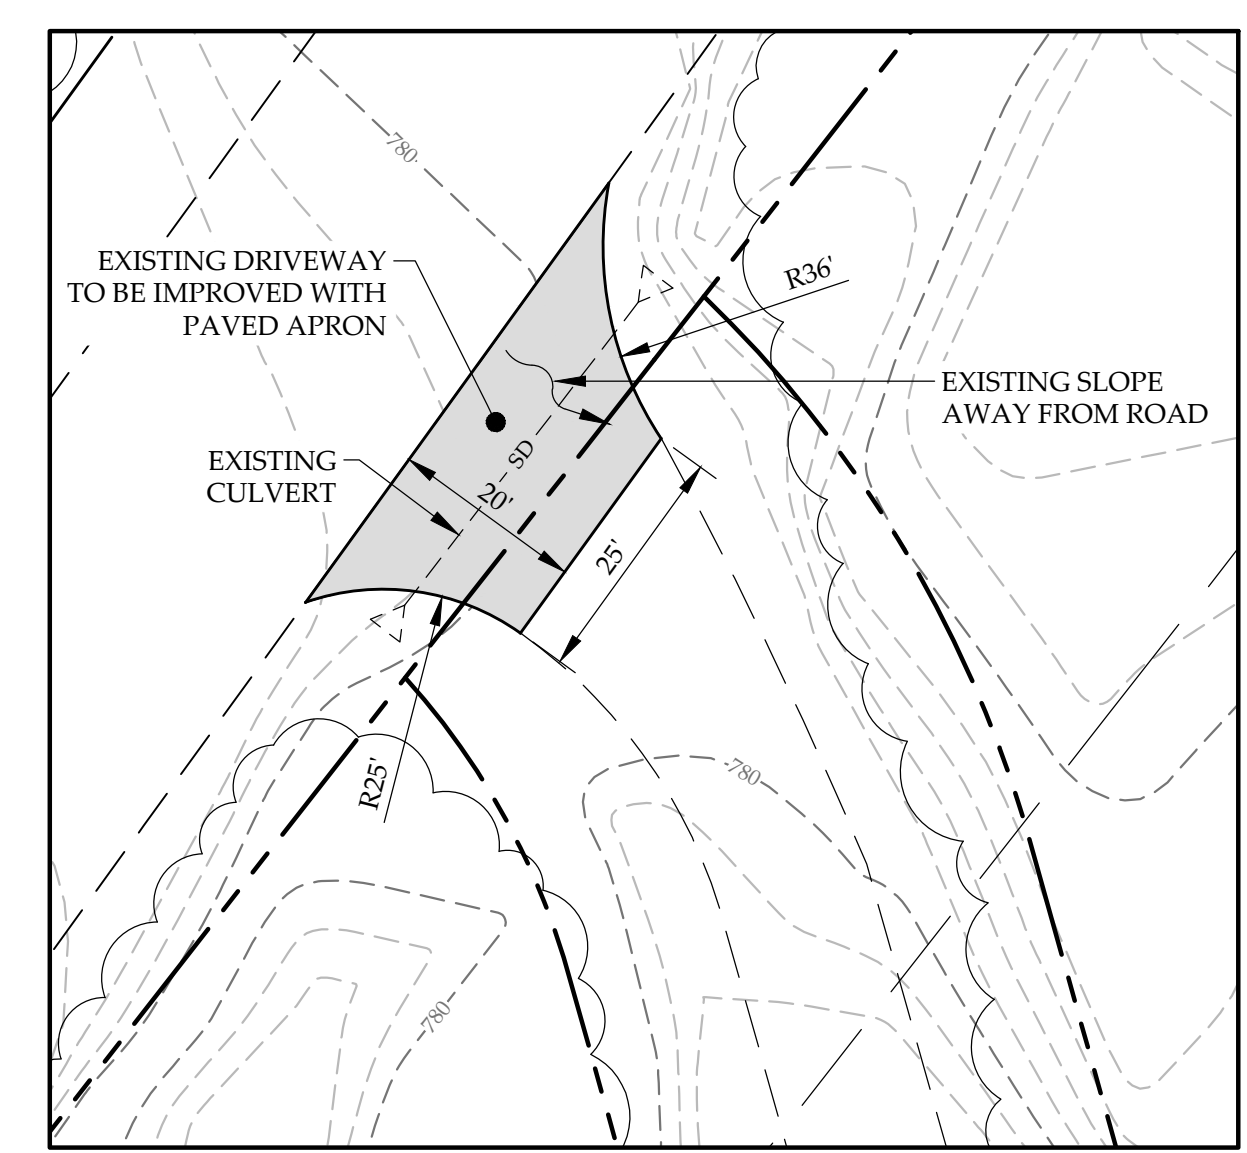 780
EXISTING DRIVEWAY
TO BE IMPROVED WITH
PAVED APRON
R36'
EXISTING SLOPE
AWAY FROM ROAD
EXISTING
CULVERT
SD
20'
25'
R25'
780
780